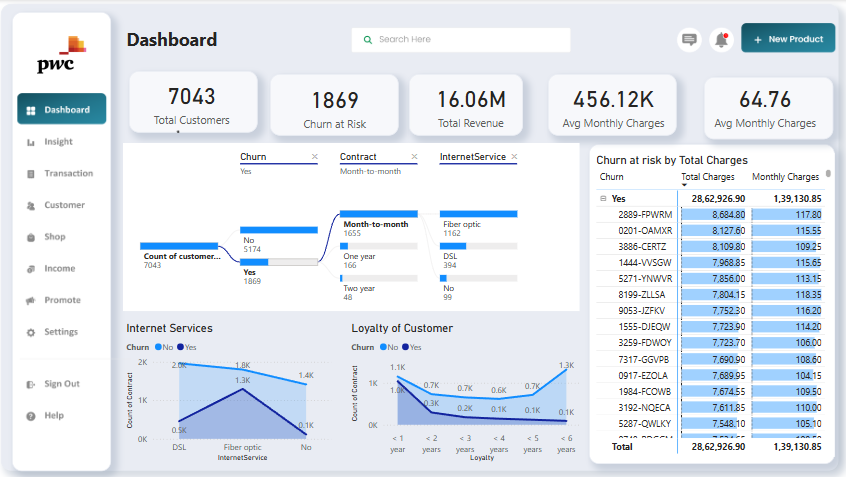 pwc
Dashboard
Insight
Transaction
Customer
Shop
Income
Promote
Settings
Sign Out
Help
Dashboard
Search Here
+ New Product
7043
Total Customers
1869
Churn at Risk
16.06M
Total Revenue
456.12K
Avg Monthly Charges
64.76
Avg Monthly Charges
Churn × Contract × InternetService ×
Yes Month-to-month
Count of customer...
7043
No
5174
Yes
1869
Month-to-month
1655
One year
166
Two year
48
Fiber optic
1162
DSL
394
No
99
Internet Services
Churn No Yes
Count of Contract
2K
1K
0K
2.0K
1.8K
1.4K
0.5K
1.3K
0.1K
DSL Fiber optic No
InternetService
Loyalty of Customer
Churn No Yes
Count of Contract
1K
0K
1.1K 0.7K 0.7K 0.6K 0.7K 1.3K
1.0K 0.3K 0.2K 0.1K 0.1K 0.1K
< 1 year < 2 years < 3 years < 4 years < 5 years < 6 years
Loyalty
Churn at risk by Total Charges
Churn Total Charges Monthly Charges
Yes 28,62,926.90 1,39,130.85
2889-FPWRM 8,684.80 117.80
0201-OAMXR 8,127.60 115.55
3886-CERTZ 8,109.80 109.25
1444-VVSGW 7,968.85 115.65
5271-YNWVR 7,856.00 113.15
8199-ZLLSA 7,804.15 118.35
9053-JZFKV 7,752.30 116.20
1555-DJEQW 7,723.90 114.20
3259-FDWOY 7,723.70 106.00
7317-GGVPB 7,690.90 108.60
0917-EZOLA 7,689.95 104.15
1984-FCOWB 7,674.55 109.50
3192-NQECA 7,611.85 110.00
5287-QWLKY 7,548.10 105.10
Total 28,62,926.90 1,39,130.85